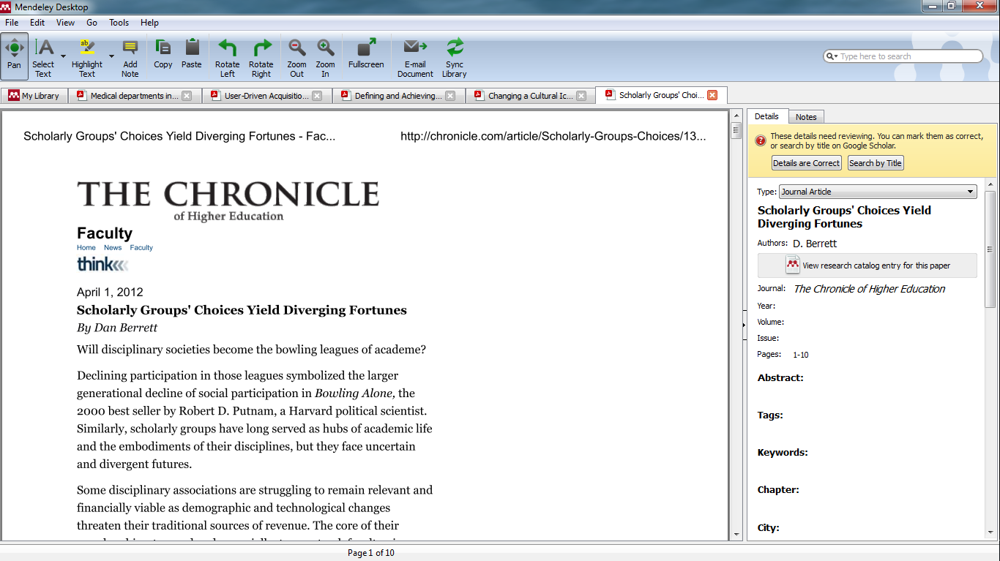 Mendeley Desktop
File Edit View Go Tools Help
Pan Select Text Highlight Text Add Note Copy Paste Rotate Left Rotate Right Zoom Out Zoom In Fullscreen E-mail Document Sync Library
Type here to search
My Library Medical departments in... User-Driven Acquisitio... Defining and Achieving... Changing a Cultural Ic... Scholarly Groups' Choi...
Scholarly Groups' Choices Yield Diverging Fortunes - Fac... http://chronicle.com/article/Scholarly-Groups-Choices/13...
THE CHRONICLE
of Higher Education
Faculty
Home News Faculty
think
April 1, 2012
Scholarly Groups' Choices Yield Diverging Fortunes
By Dan Berrett
Will disciplinary societies become the bowling leagues of academe?
Declining participation in those leagues symbolized the larger
generational decline of social participation in Bowling Alone, the
2000 best seller by Robert D. Putnam, a Harvard political scientist.
Similarly, scholarly groups have long served as hubs of academic life
and the embodiments of their disciplines, but they face uncertain
and divergent futures.
Some disciplinary associations are struggling to remain relevant and
financially viable as demographic and technological changes
threaten their traditional sources of revenue. The core of their
Details Notes
These details need reviewing. You can mark them as correct,
or search by title on Google Scholar.
Details are Correct Search by Title
Type: Journal Article
Scholarly Groups' Choices Yield
Diverging Fortunes
Authors: D. Berrett
View research catalog entry for this paper
Journal: The Chronicle of Higher Education
Year:
Volume:
Issue:
Pages: 1-10
Abstract:
Tags:
Keywords:
Chapter:
City:
Page 1 of 10